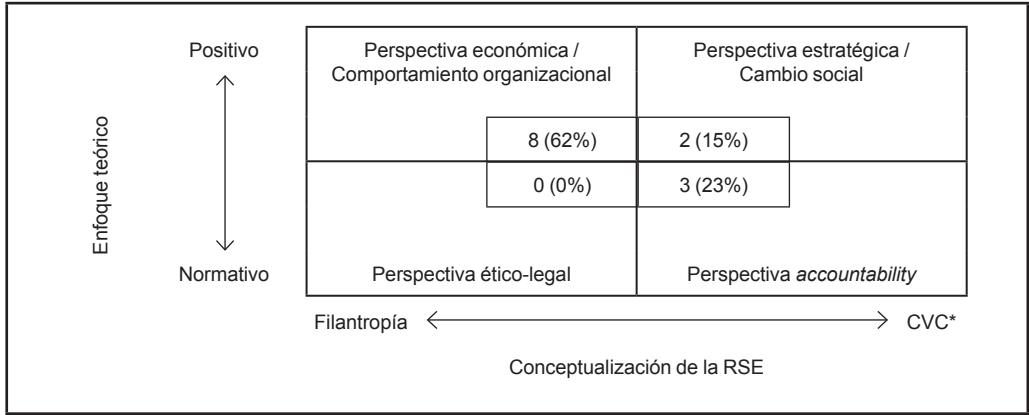 Positivo
Perspectiva económica /
Comportamiento organizacional
Perspectiva estratégica /
Cambio social
Enfoque teórico
8 (62%)
2 (15%)
0 (0%)
3 (23%)
Normativo
Perspectiva ético-legal
Perspectiva accountability
Filantropía
CVC*
Conceptualización de la RSE